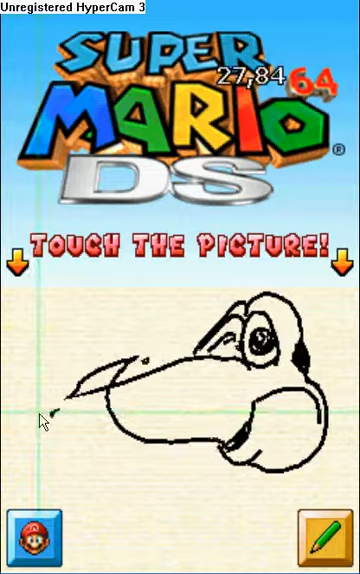 Unregistered HyperCam 3
SUPER
27,84 64
MARIO
®
DS
TOUCH THE PICTURE!